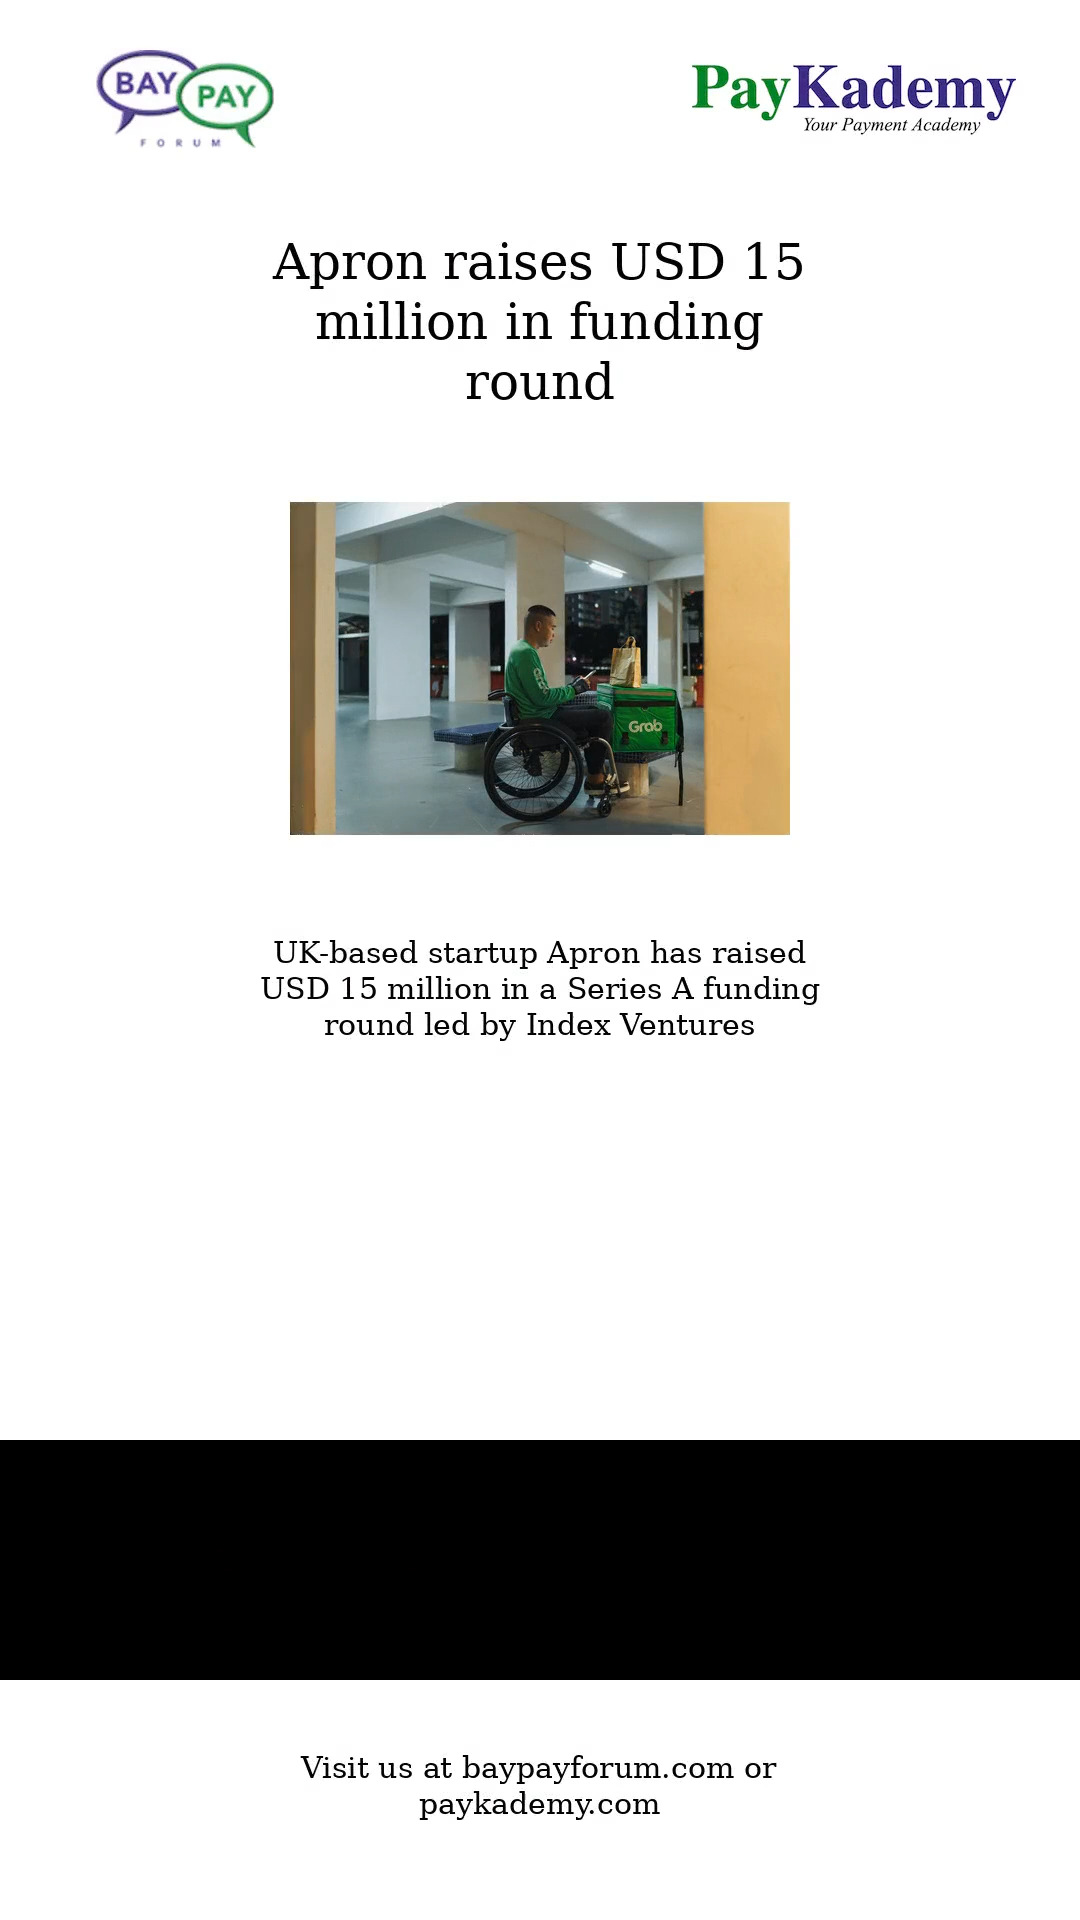 BAY PAY
FORUM
PayKademy
Your Payment Academy
Apron raises USD 15
million in funding
round
Grab
UK-based startup Apron has raised
USD 15 million in a Series A funding
round led by Index Ventures
Visit us at baypayforum.com or
paykademy.com